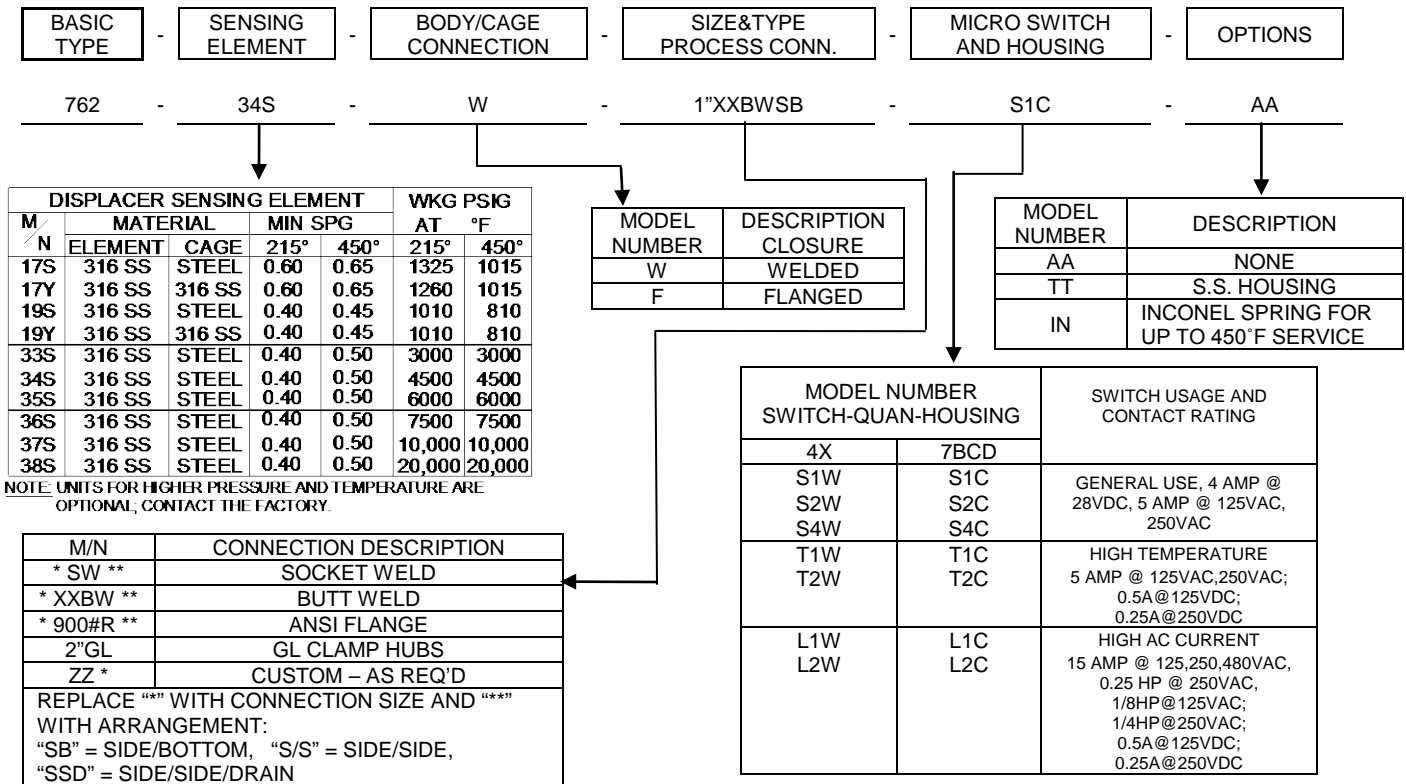 BASIC TYPE - SENSING ELEMENT - BODY/CAGE CONNECTION - SIZE&TYPE PROCESS CONN. - MICRO SWITCH AND HOUSING - OPTIONS
762 - 34S - W - 1”XXBWSB - S1C - AA
DISPLACER SENSING ELEMENT WKG PSIG
M/N MATERIAL MIN SPG AT °F
ELEMENT CAGE 215° 450° 215° 450°
17S 316 SS STEEL 0.60 0.65 1325 1015
17Y 316 SS 316 SS 0.60 0.65 1260 1015
19S 316 SS STEEL 0.40 0.45 1010 810
19Y 316 SS 316 SS 0.40 0.45 1010 810
33S 316 SS STEEL 0.40 0.50 3000 3000
34S 316 SS STEEL 0.40 0.50 4500 4500
35S 316 SS STEEL 0.40 0.50 6000 6000
36S 316 SS STEEL 0.40 0.50 7500 7500
37S 316 SS STEEL 0.40 0.50 10,000 10,000
38S 316 SS STEEL 0.40 0.50 20,000 20,000
NOTE: UNITS FOR HIGHER PRESSURE AND TEMPERATURE ARE
OPTIONAL; CONTACT THE FACTORY.
MODEL NUMBER DESCRIPTION CLOSURE
W WELDED
F FLANGED
MODEL NUMBER DESCRIPTION
AA NONE
TT S.S. HOUSING
IN INCONEL SPRING FOR
UP TO 450˚F SERVICE
M/N CONNECTION DESCRIPTION
* SW ** SOCKET WELD
* XXBW ** BUTT WELD
* 900#R ** ANSI FLANGE
2”GL GL CLAMP HUBS
ZZ * CUSTOM – AS REQ’D
REPLACE “*” WITH CONNECTION SIZE AND “**”
WITH ARRANGEMENT:
“SB” = SIDE/BOTTOM, “S/S” = SIDE/SIDE,
“SSD” = SIDE/SIDE/DRAIN
MODEL NUMBER
SWITCH-QUAN-HOUSING
SWITCH USAGE AND
CONTACT RATING
4X 7BCD
S1W S1C
S2W S2C
S4W S4C
GENERAL USE, 4 AMP @
28VDC, 5 AMP @ 125VAC,
250VAC
T1W T1C
T2W T2C
HIGH TEMPERATURE
5 AMP @ 125VAC,250VAC;
0.5A@125VDC;
0.25A@250VDC
L1W L1C
L2W L2C
HIGH AC CURRENT
15 AMP @ 125,250,480VAC,
0.25 HP @ 250VAC,
1/8HP@125VAC;
1/4HP@250VAC;
0.5A@125VDC;
0.25A@250VDC